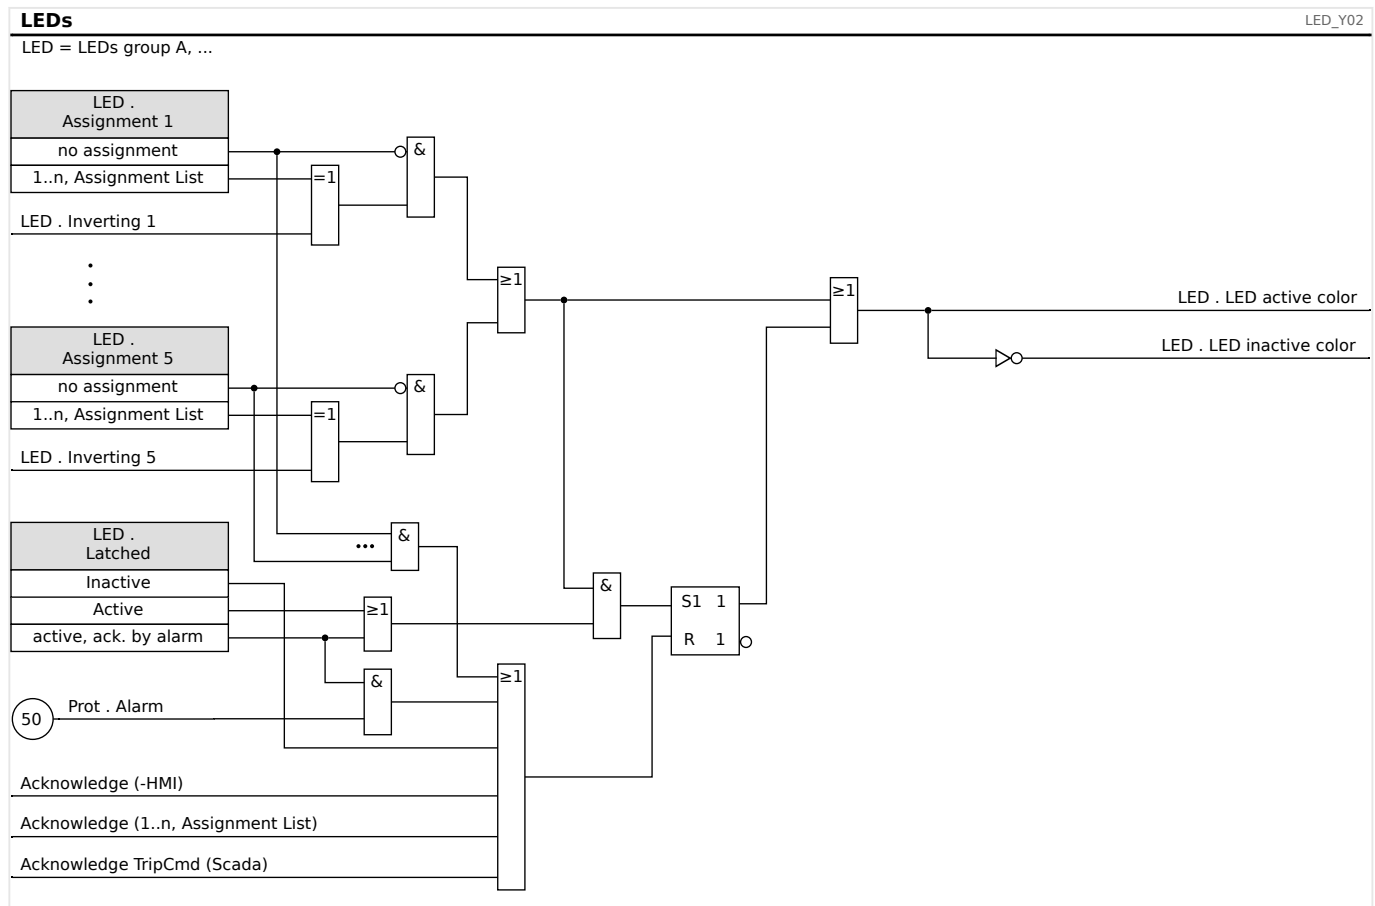 LEDs
LED_Y02
LED = LEDs group A, ...
LED .
Assignment 1
no assignment
&
1..n, Assignment List
=1
LED . Inverting 1
≥1
≥1
LED . LED active color
LED . LED inactive color
LED .
Assignment 5
no assignment
&
1..n, Assignment List
=1
LED . Inverting 5
LED .
Latched
&
...
Inactive
Active
≥1
&
S1 1
active, ack. by alarm
R 1
&
≥1
50
Prot . Alarm
Acknowledge (-HMI)
Acknowledge (1..n, Assignment List)
Acknowledge TripCmd (Scada)